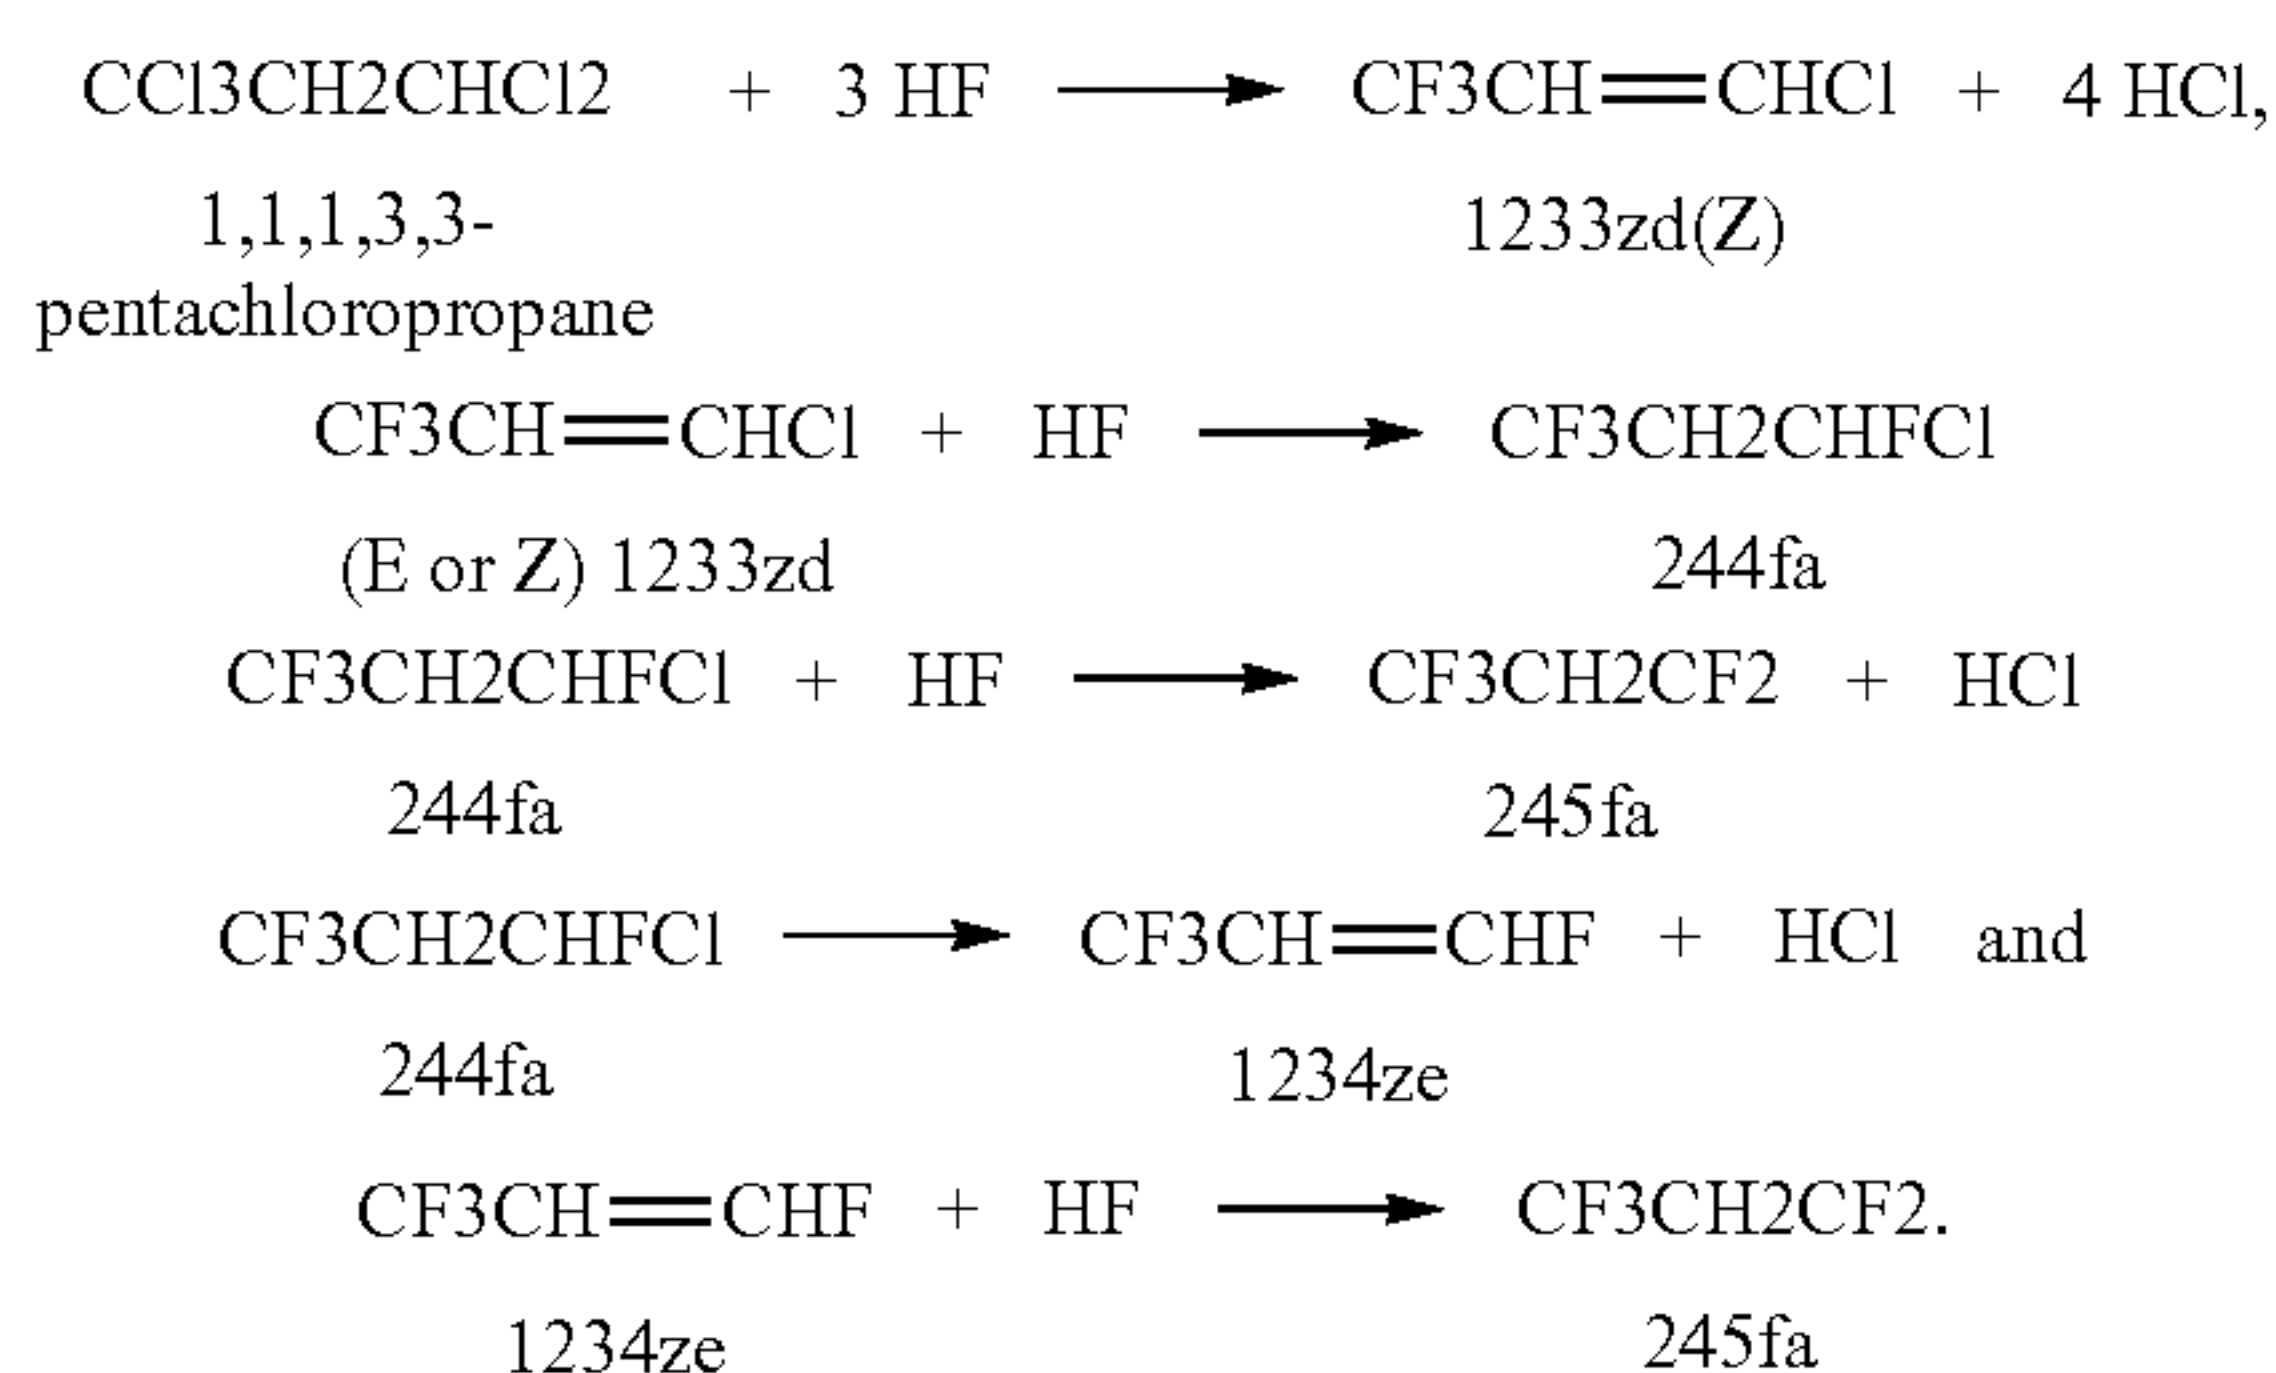 CCl3CH2CHCl2 + 3 HF ⟶ CF3CH=CHCl + 4 HCl,
1,1,1,3,3- 1233zd(Z)
pentachloropropane
CF3CH=CHCl + HF ⟶ CF3CH2CHFCl
(E or Z) 1233zd 244fa
CF3CH2CHFCl + HF ⟶ CF3CH2CF2 + HCl
244fa 245fa
CF3CH2CHFCl ⟶ CF3CH=CHF + HCl and
244fa 1234ze
CF3CH=CHF + HF ⟶ CF3CH2CF2.
1234ze 245fa